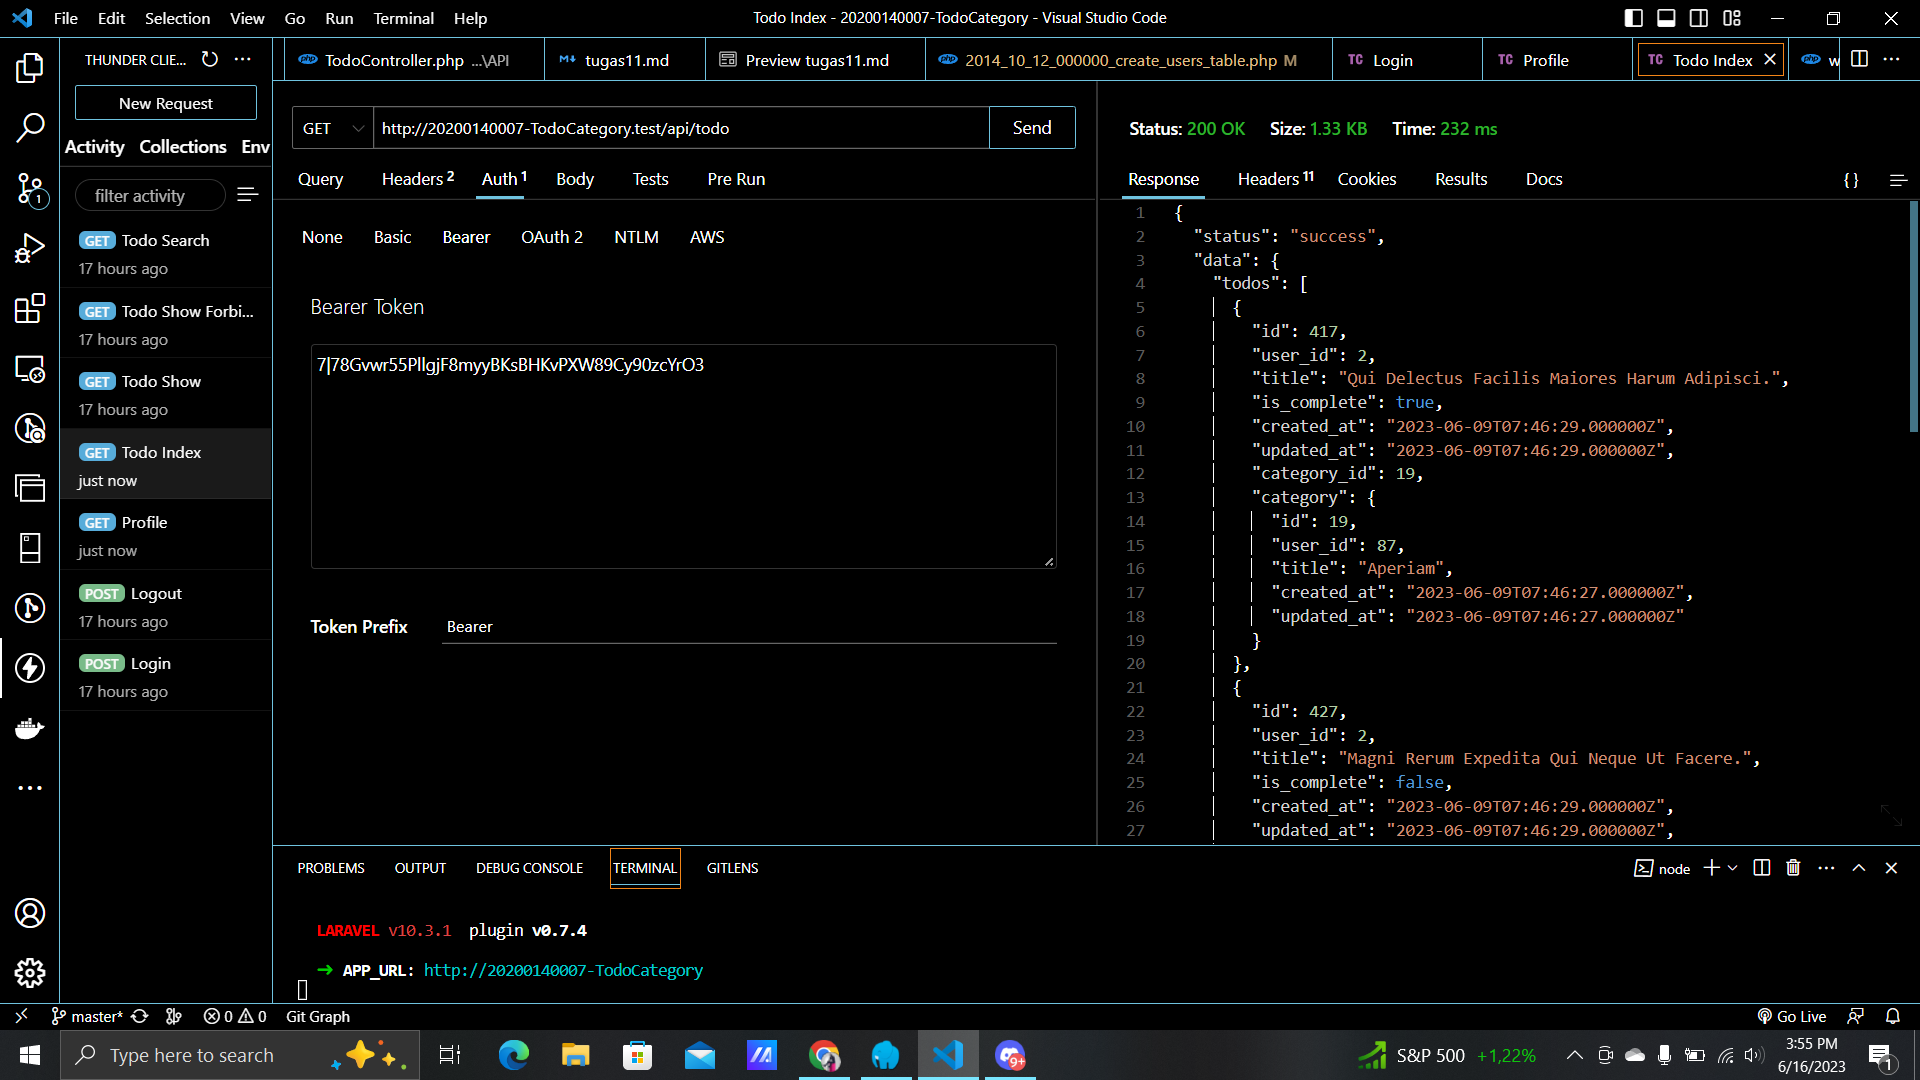 File Edit Selection View Go Run Terminal Help
Todo Index - 20200140007-TodoCategory - Visual Studio Code
THUNDER CLIE...
New Request
Activity Collections Env
filter activity
GET Todo Search
17 hours ago
GET Todo Show Forbi...
17 hours ago
GET Todo Show
17 hours ago
GET Todo Index
just now
GET Profile
just now
POST Logout
17 hours ago
POST Login
17 hours ago
TodoController.php ...\API
tugas11.md
Preview tugas11.md
2014_10_12_000000_create_users_table.php M
TC Login
TC Profile
TC Todo Index
php w
GET http://20200140007-TodoCategory.test/api/todo Send
Query Headers 2 Auth 1 Body Tests Pre Run
None Basic Bearer OAuth 2 NTLM AWS
Bearer Token
7|78Gvwr55PllgjF8myyBKsBHKvPXW89Cy90zcYrO3
Token Prefix Bearer
Status: 200 OK Size: 1.33 KB Time: 232 ms
Response Headers 11 Cookies Results Docs { }
1 {
2 "status": "success",
3 "data": {
4 "todos": [
5 {
6 "id": 417,
7 "user_id": 2,
8 "title": "Qui Delectus Facilis Maiores Harum Adipisci.",
9 "is_complete": true,
10 "created_at": "2023-06-09T07:46:29.000000Z",
11 "updated_at": "2023-06-09T07:46:29.000000Z",
12 "category_id": 19,
13 "category": {
14 "id": 19,
15 "user_id": 87,
16 "title": "Aperiam",
17 "created_at": "2023-06-09T07:46:27.000000Z",
18 "updated_at": "2023-06-09T07:46:27.000000Z"
19 }
20 },
21 {
22 "id": 427,
23 "user_id": 2,
24 "title": "Magni Rerum Expedita Qui Neque Ut Facere.",
25 "is_complete": false,
26 "created_at": "2023-06-09T07:46:29.000000Z",
27 "updated_at": "2023-06-09T07:46:29.000000Z",
PROBLEMS OUTPUT DEBUG CONSOLE TERMINAL GITLENS
node
LARAVEL v10.3.1 plugin v0.7.4
➜ APP_URL: http://20200140007-TodoCategory
master* 0 0 Git Graph
Go Live
Type here to search
S&P 500 +1,22%
3:55 PM
6/16/2023
1